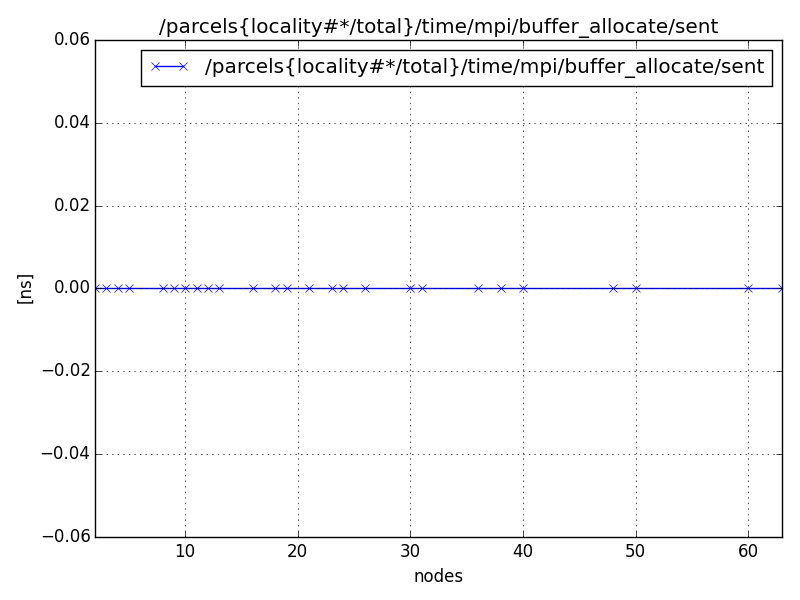 /parcels{locality#*/total}/time/mpi/buffer_allocate/sent
/parcels{locality#*/total}/time/mpi/buffer_allocate/sent
0.06
0.04
0.02
0.00
−0.02
−0.04
−0.06
[ns]
10 20 30 40 50 60
nodes